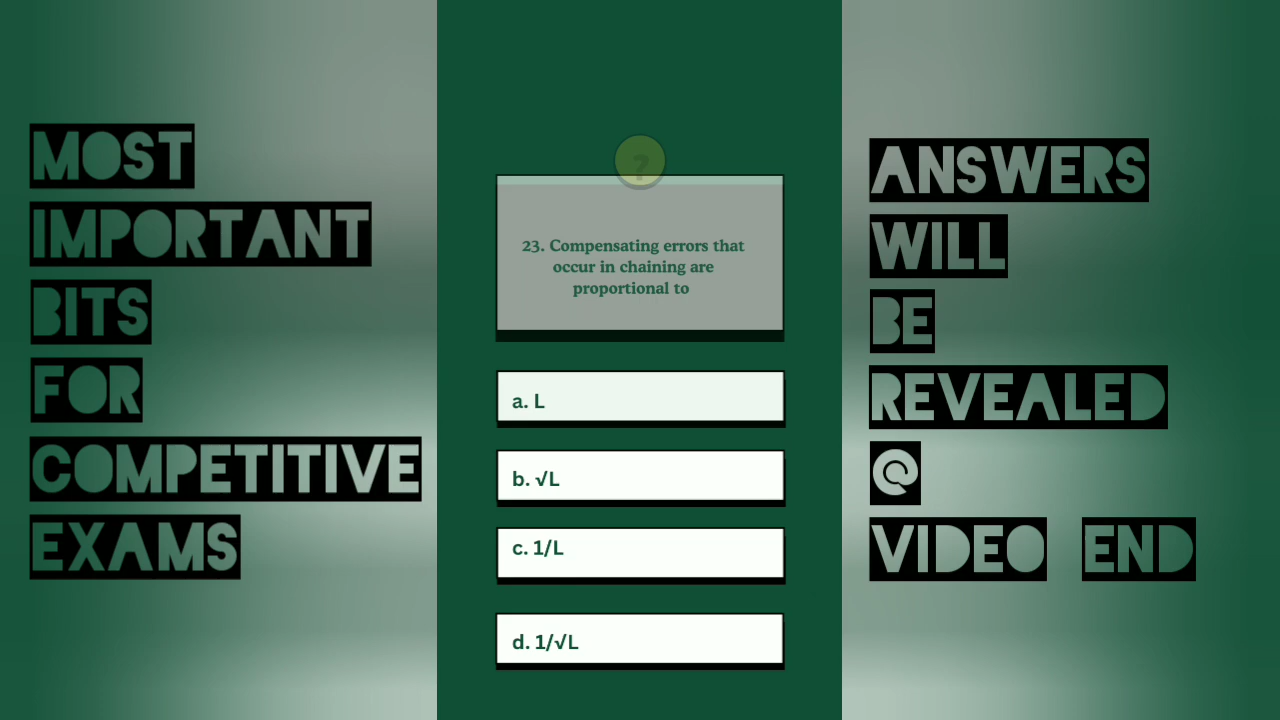 MOST
IMPORTANT
BITS
FOR
COMPETITIVE
EXAMS
?
23. Compensating errors that
occur in chaining are
proportional to
a. L
b. √L
c. 1/L
d. 1/√L
ANSWERS
WILL
BE
REVEALED
@
VIDEO END